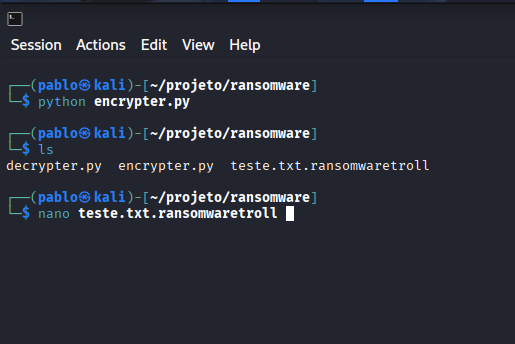 Session Actions Edit View Help
┌──(pablo㉿kali)-[~/projeto/ransomware]
└─$ python encrypter.py
┌──(pablo㉿kali)-[~/projeto/ransomware]
└─$ ls
decrypter.py  encrypter.py  teste.txt.ransomwaretroll
┌──(pablo㉿kali)-[~/projeto/ransomware]
└─$ nano teste.txt.ransomwaretroll